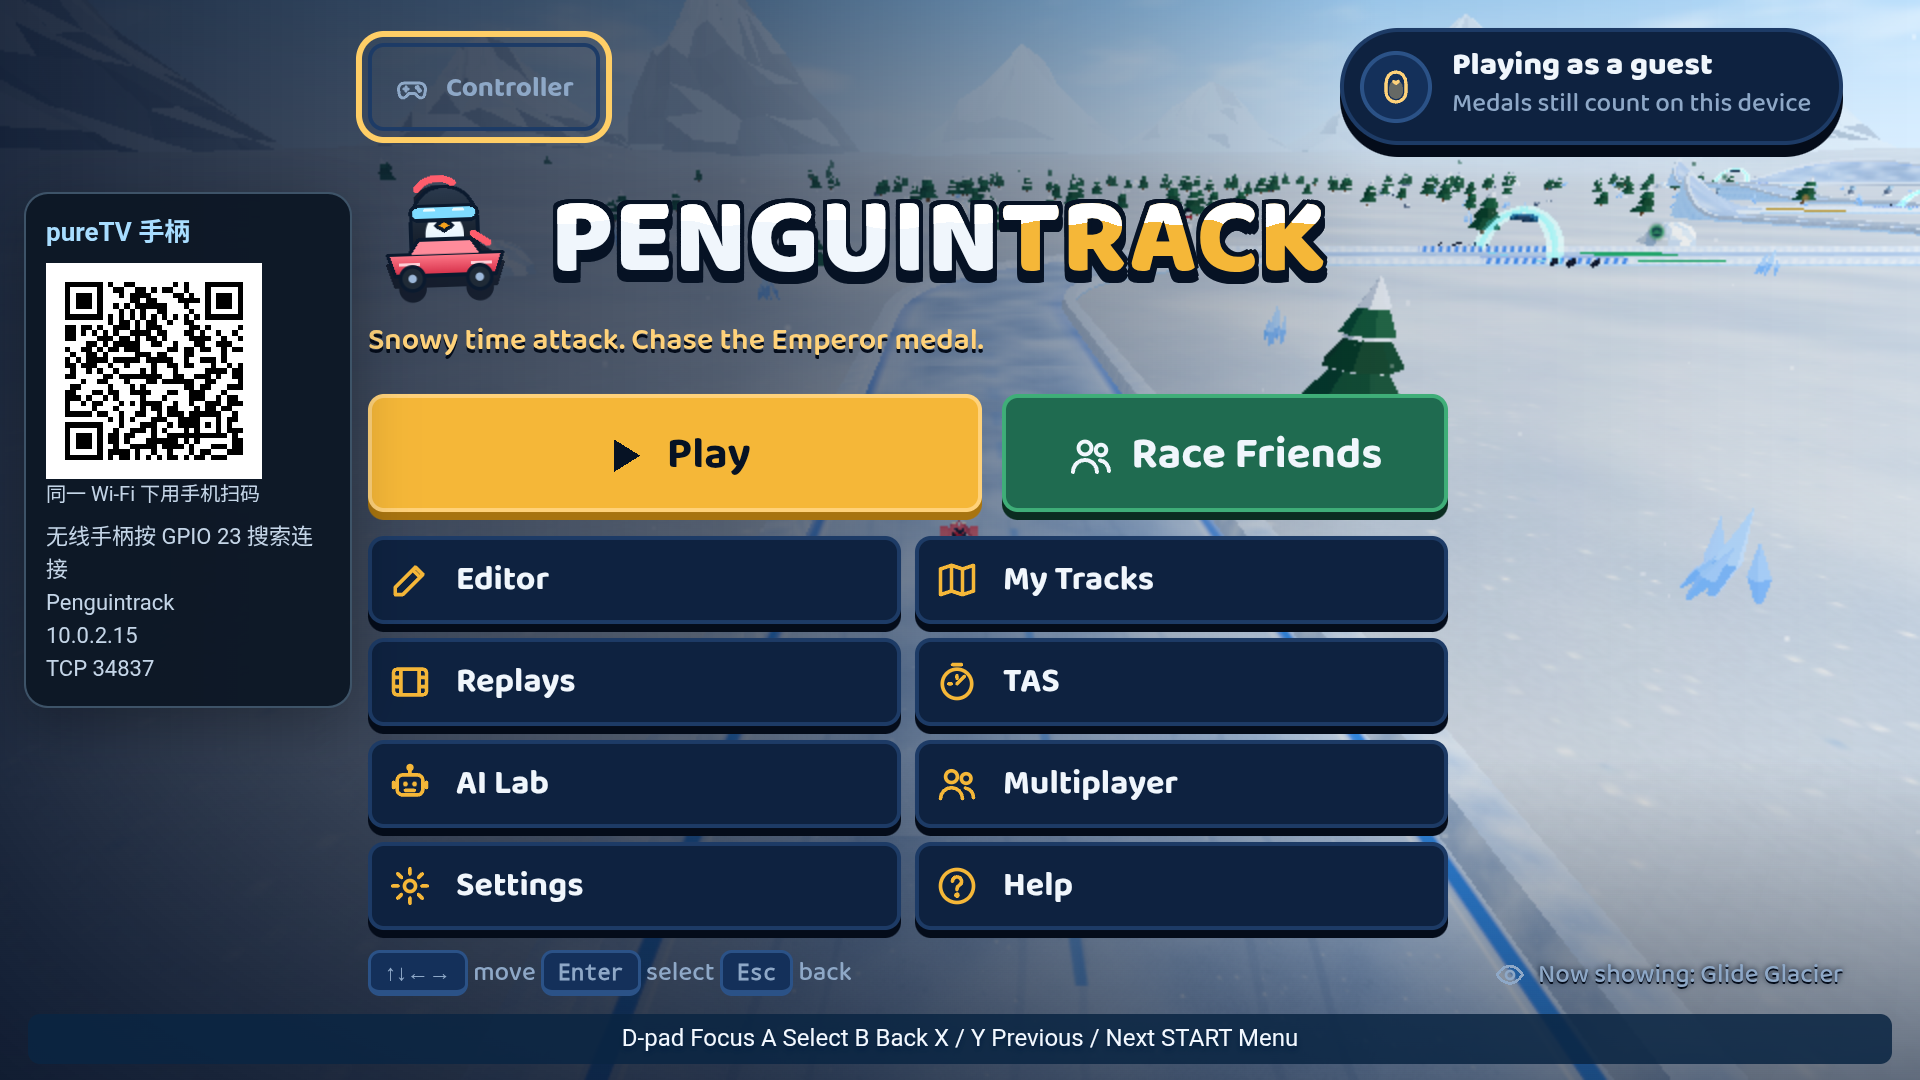 Controller
Playing as a guest
Medals still count on this device
pureTV 手柄
同一 Wi-Fi 下用手机扫码
无线手柄按 GPIO 23 搜索连
接
Penguintrack
10.0.2.15
TCP 34837
PENGUINTRACK
Snowy time attack. Chase the Emperor medal.
Play
Race Friends
Editor
My Tracks
Replays
TAS
AI Lab
Multiplayer
Settings
Help
↑↓←→ move Enter select Esc back
Now showing: Glide Glacier
D-pad Focus A Select B Back X / Y Previous / Next START Menu